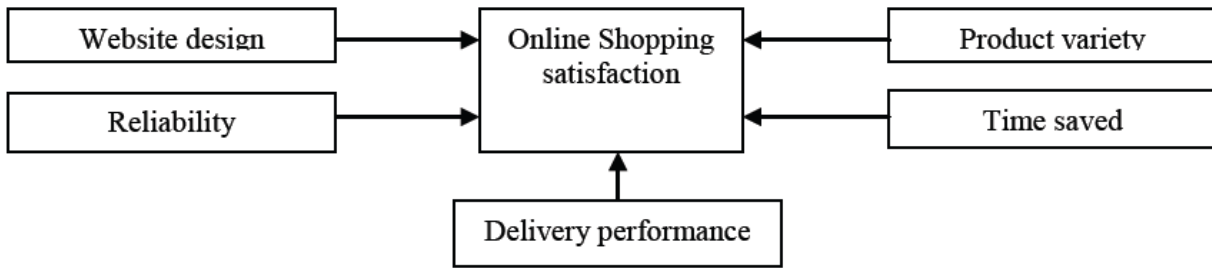 Website design
Online Shopping
satisfaction
Product variety
Reliability
Time saved
Delivery performance